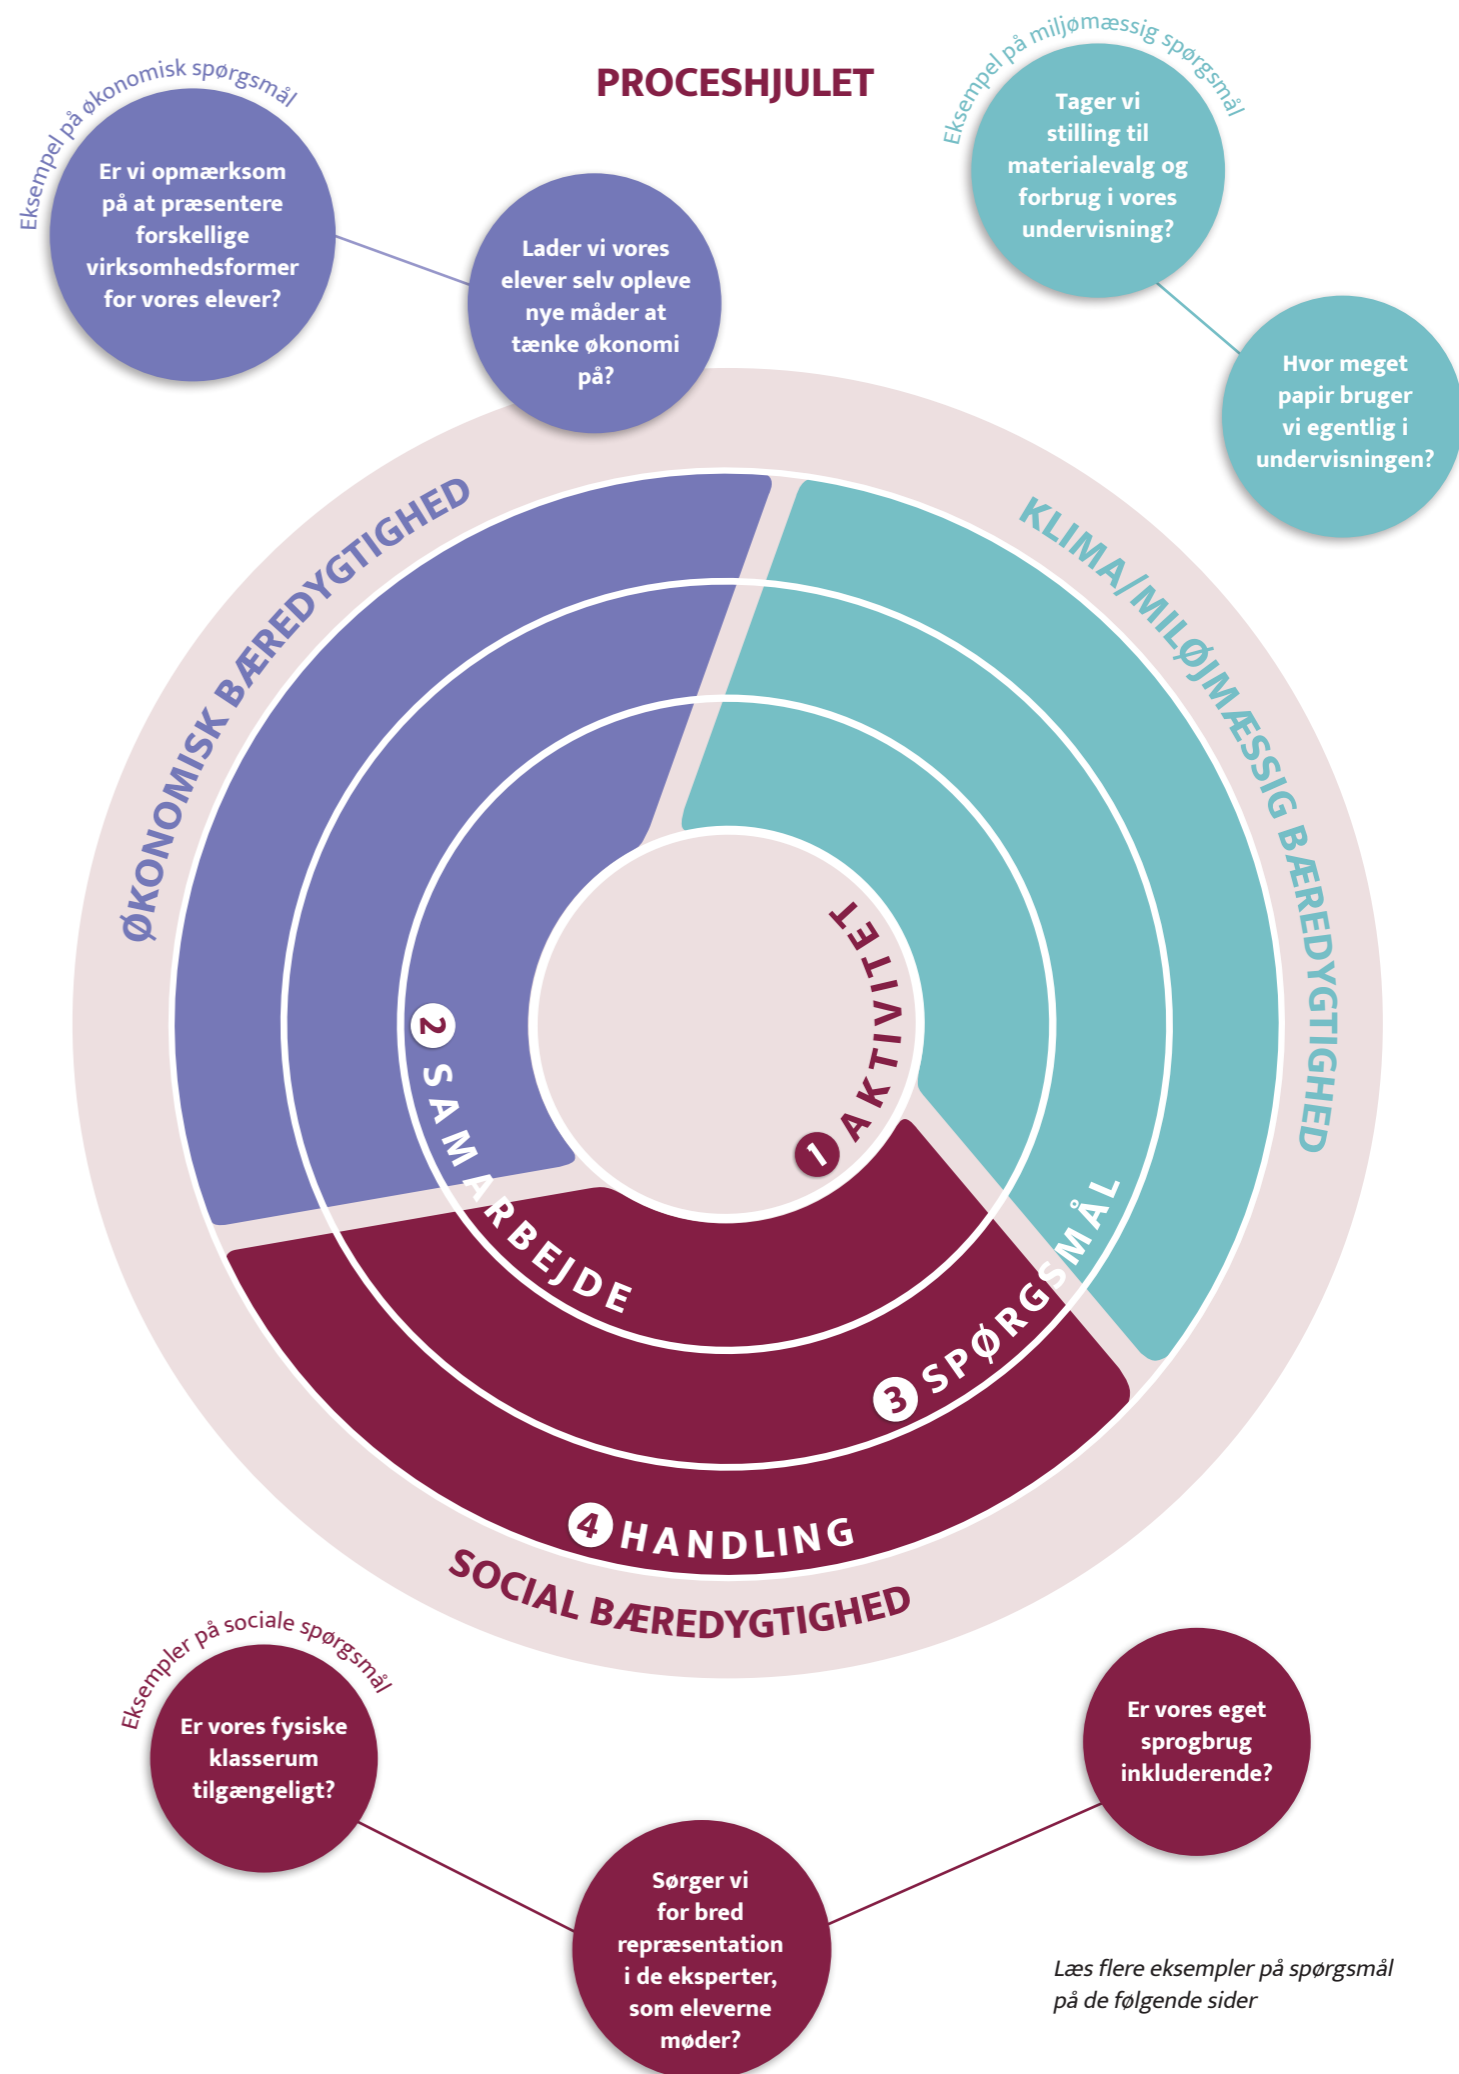 PROCESHJULET
Eksempel på økonomisk spørgsmål
Er vi opmærksom
på at præsentere
forskellige
virksomhedsformer
for vores elever?
Lader vi vores
elever selv opleve
nye måder at
tænke økonomi
på?
Eksempel på miljømæssig spørgsmål
Tager vi
stilling til
materialevalg og
forbrug i vores
undervisning?
Hvor meget
papir bruger
vi egentlig i
undervisningen?
ØKONOMISK BÆREDYGTIGHED
KLIMA/MILØJMÆSSIG BÆREDYGTIGHED
1 AKTIVITET
2 SAMARBEJDE
3 SPØRGSMÅL
4 HANDLING
SOCIAL BÆREDYGTIGHED
Eksempler på sociale spørgsmål
Er vores fysiske
klasserum
tilgængeligt?
Sørger vi
for bred
repræsentation
i de eksperter,
som eleverne
møder?
Er vores eget
sprogbrug
inkluderende?
Læs flere eksempler på spørgsmål
på de følgende sider